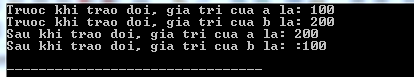 Truoc khi trao doi, gia tri cua a la: 100
Truoc khi trao doi, gia tri cua b la: 200
Sau khi trao doi, gia tri cua a la: 200
Sau khi trao doi, gia tri cua b la: :100
--------------------------------